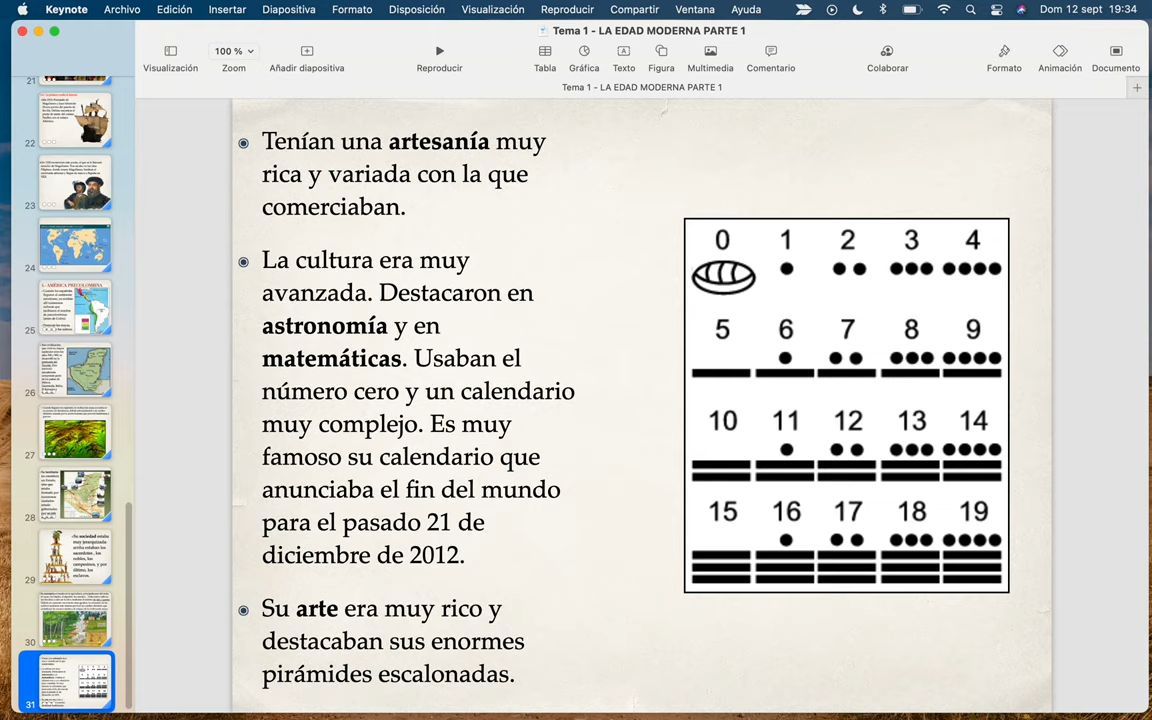 Keynote Archivo Edición Insertar Diapositiva Formato Disposición Visualización Reproducir Compartir Ventana Ayuda Dom 12 sept 19:34
Tema 1 - LA EDAD MODERNA PARTE 1
100 %
Visualización Zoom Añadir diapositiva Reproducir Tabla Gráfica Texto Figura Multimedia Comentario Colaborar Formato Animación Documento
Tema 1 - LA EDAD MODERNA PARTE 1
21
22
23
24
25
26
27
28
29
30
31
Tenían una artesanía muy
rica y variada con la que
comerciaban.
La cultura era muy
avanzada. Destacaron en
astronomía y en
matemáticas. Usaban el
número cero y un calendario
muy complejo. Es muy
famoso su calendario que
anunciaba el fin del mundo
para el pasado 21 de
diciembre de 2012.
Su arte era muy rico y
destacaban sus enormes
pirámides escalonadas.
0 1 2 3 4
5 6 7 8 9
10 11 12 13 14
15 16 17 18 19